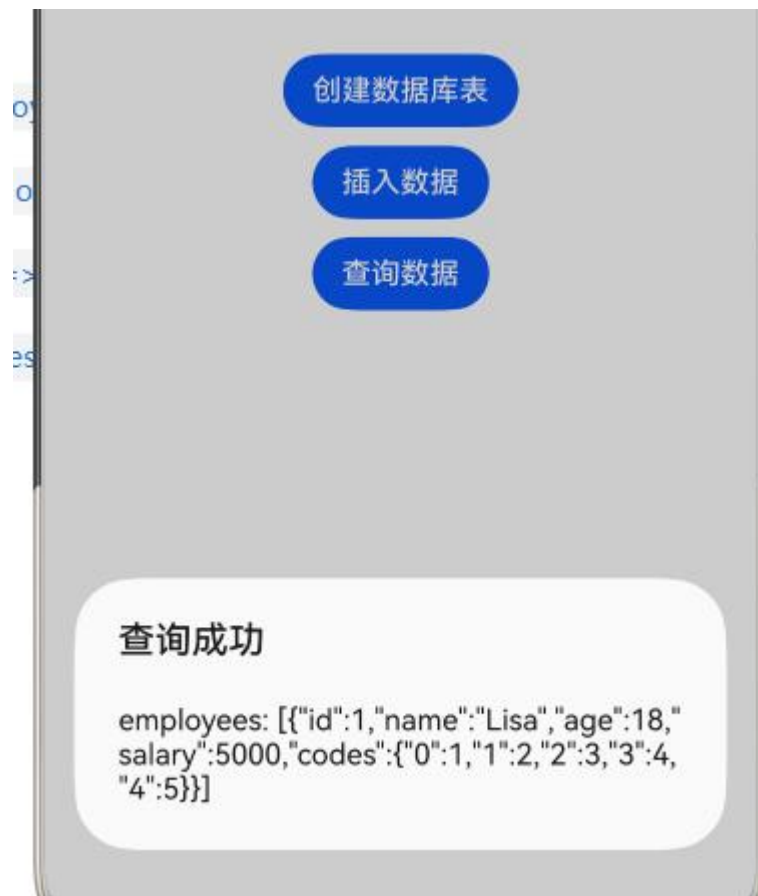 创建数据库表
插入数据
查询数据
查询成功
employees: [{"id":1,"name":"Lisa","age":18,"
salary":5000,"codes":{"0":1,"1":2,"2":3,"3":4,
"4":5}}]